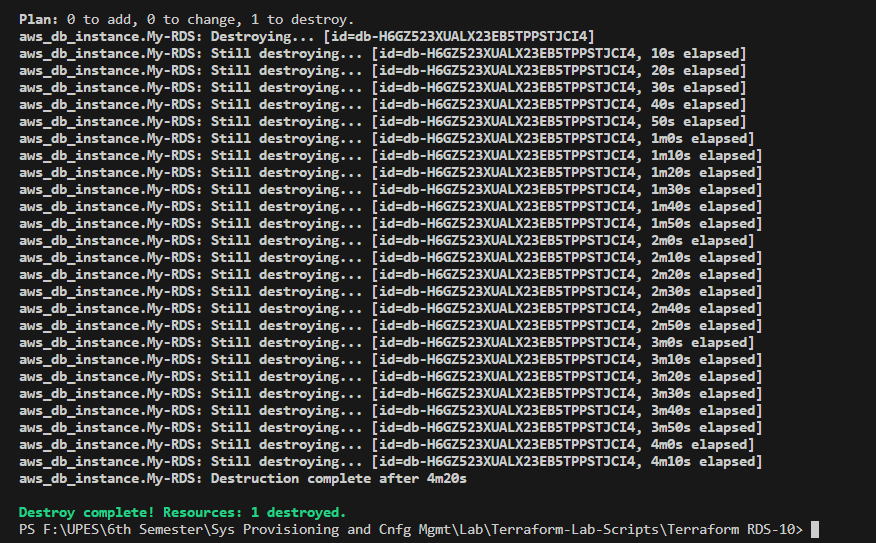 Plan: 0 to add, 0 to change, 1 to destroy.
aws_db_instance.My-RDS: Destroying... [id=db-H6GZ523XUALX23EB5TPPSTJCI4]
aws_db_instance.My-RDS: Still destroying... [id=db-H6GZ523XUALX23EB5TPPSTJCI4, 10s elapsed]
aws_db_instance.My-RDS: Still destroying... [id=db-H6GZ523XUALX23EB5TPPSTJCI4, 20s elapsed]
aws_db_instance.My-RDS: Still destroying... [id=db-H6GZ523XUALX23EB5TPPSTJCI4, 30s elapsed]
aws_db_instance.My-RDS: Still destroying... [id=db-H6GZ523XUALX23EB5TPPSTJCI4, 40s elapsed]
aws_db_instance.My-RDS: Still destroying... [id=db-H6GZ523XUALX23EB5TPPSTJCI4, 50s elapsed]
aws_db_instance.My-RDS: Still destroying... [id=db-H6GZ523XUALX23EB5TPPSTJCI4, 1m0s elapsed]
aws_db_instance.My-RDS: Still destroying... [id=db-H6GZ523XUALX23EB5TPPSTJCI4, 1m10s elapsed]
aws_db_instance.My-RDS: Still destroying... [id=db-H6GZ523XUALX23EB5TPPSTJCI4, 1m20s elapsed]
aws_db_instance.My-RDS: Still destroying... [id=db-H6GZ523XUALX23EB5TPPSTJCI4, 1m30s elapsed]
aws_db_instance.My-RDS: Still destroying... [id=db-H6GZ523XUALX23EB5TPPSTJCI4, 1m40s elapsed]
aws_db_instance.My-RDS: Still destroying... [id=db-H6GZ523XUALX23EB5TPPSTJCI4, 1m50s elapsed]
aws_db_instance.My-RDS: Still destroying... [id=db-H6GZ523XUALX23EB5TPPSTJCI4, 2m0s elapsed]
aws_db_instance.My-RDS: Still destroying... [id=db-H6GZ523XUALX23EB5TPPSTJCI4, 2m10s elapsed]
aws_db_instance.My-RDS: Still destroying... [id=db-H6GZ523XUALX23EB5TPPSTJCI4, 2m20s elapsed]
aws_db_instance.My-RDS: Still destroying... [id=db-H6GZ523XUALX23EB5TPPSTJCI4, 2m30s elapsed]
aws_db_instance.My-RDS: Still destroying... [id=db-H6GZ523XUALX23EB5TPPSTJCI4, 2m40s elapsed]
aws_db_instance.My-RDS: Still destroying... [id=db-H6GZ523XUALX23EB5TPPSTJCI4, 2m50s elapsed]
aws_db_instance.My-RDS: Still destroying... [id=db-H6GZ523XUALX23EB5TPPSTJCI4, 3m0s elapsed]
aws_db_instance.My-RDS: Still destroying... [id=db-H6GZ523XUALX23EB5TPPSTJCI4, 3m10s elapsed]
aws_db_instance.My-RDS: Still destroying... [id=db-H6GZ523XUALX23EB5TPPSTJCI4, 3m20s elapsed]
aws_db_instance.My-RDS: Still destroying... [id=db-H6GZ523XUALX23EB5TPPSTJCI4, 3m30s elapsed]
aws_db_instance.My-RDS: Still destroying... [id=db-H6GZ523XUALX23EB5TPPSTJCI4, 3m40s elapsed]
aws_db_instance.My-RDS: Still destroying... [id=db-H6GZ523XUALX23EB5TPPSTJCI4, 3m50s elapsed]
aws_db_instance.My-RDS: Still destroying... [id=db-H6GZ523XUALX23EB5TPPSTJCI4, 4m0s elapsed]
aws_db_instance.My-RDS: Still destroying... [id=db-H6GZ523XUALX23EB5TPPSTJCI4, 4m10s elapsed]
aws_db_instance.My-RDS: Destruction complete after 4m20s

Destroy complete! Resources: 1 destroyed.
PS F:\UPES\6th Semester\Sys Provisioning and Cnfg Mgmt\Lab\Terraform-Lab-Scripts\Terraform RDS-10>